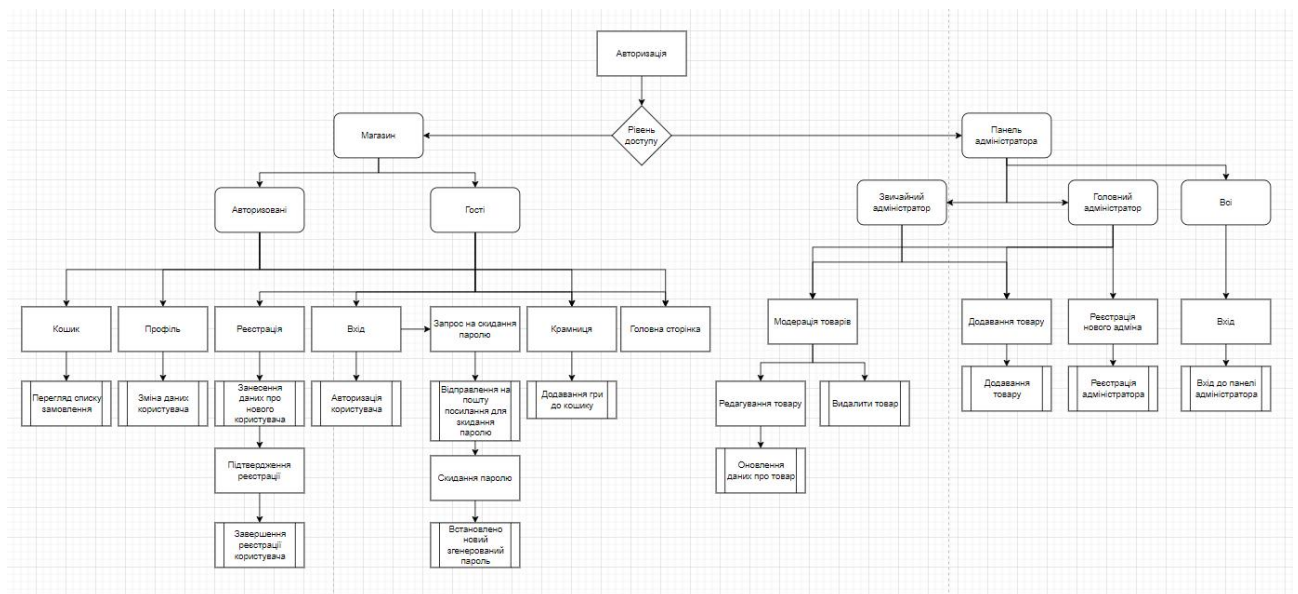 Авторизація
Магазин
Рівень
доступу
Панель
адміністратора
Авторизовані
Гості
Звичайний
адміністратор
Головний
адміністратор
Всі
Кошик
Профіль
Реєстрація
Вхід
Запрос на скидання
паролю
Крамниця
Головна сторінка
Модерація товарів
Додавання товару
Реєстрація
нового адміна
Вхід
Перегляд списку
замовлення
Зміна даних
користувача
Занесення
даних про
нового
користувача
Авторизація
користувача
Відправлення на
пошту
посилання для
зкидання
паролю
Додавання гри
до кошику
Редагування товару
Видалити товар
Додавання
товару
Реєстрація
адміністратора
Вхід до панелі
адміністратора
Підтвердження
реєстрації
Скидання паролю
Оновлення
даних про товар
Завершення
реєстрації
користувача
Встановлено
новий
згенерований
пароль